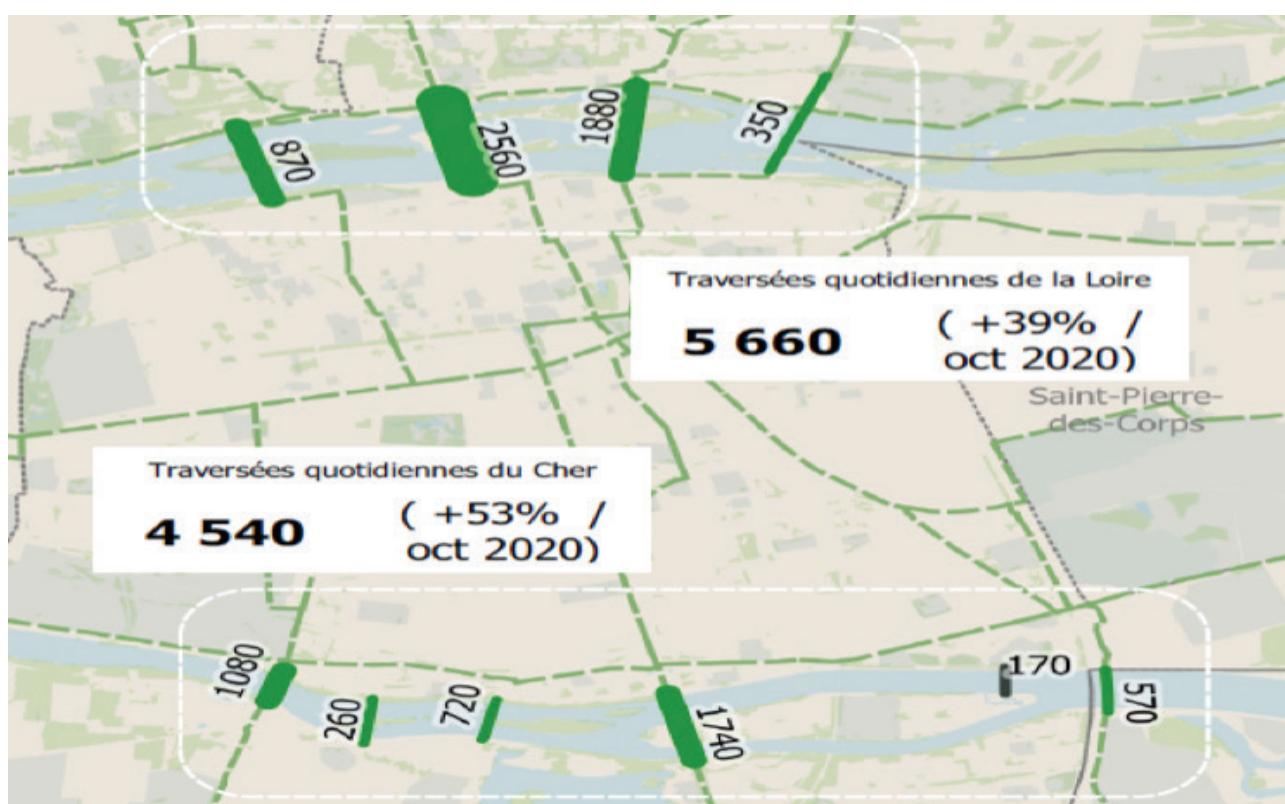 870
2560
1880
350
Traversées quotidiennes de la Loire
5 660
( +39% /
oct 2020)
Saint-Pierre-
des-Corps
Traversées quotidiennes du Cher
4 540
( +53% /
oct 2020)
1080
260
720
1740
170
570